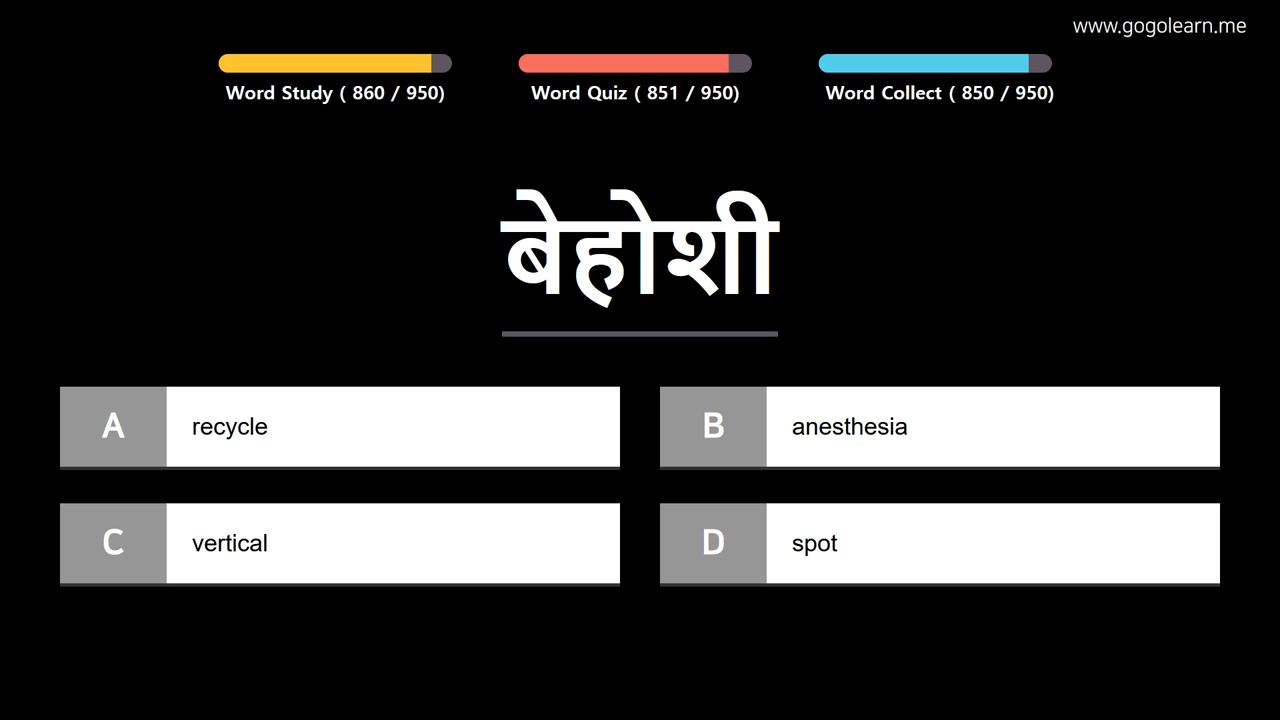 www.gogolearn.me
Word Study ( 860 / 950)
Word Quiz ( 851 / 950)
Word Collect ( 850 / 950)
बेहोशी
A
recycle
B
anesthesia
C
vertical
D
spot